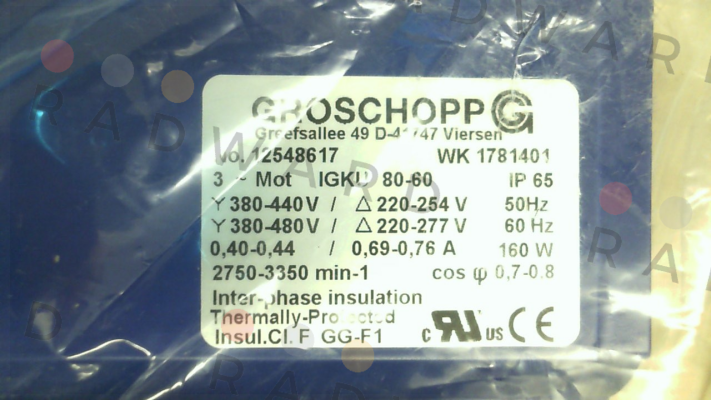 GROSCHOPP G
Greefsallee 49 D-41747 Viersen
No. 12548617 WK 1781401
3 ~ Mot IGKU 80-60 IP 65
Y 380-440 V / △ 220-254 V 50Hz
Y 380-480 V / △ 220-277 V 60 Hz
0,40-0,44 / 0,69-0,76 A 160 W
2750-3350 min-1 cos φ 0,7-0.8
Inter-phase insulation
Thermally-Protected
Insul.Cl. F GG-F1 c RU US CE
RADWARD